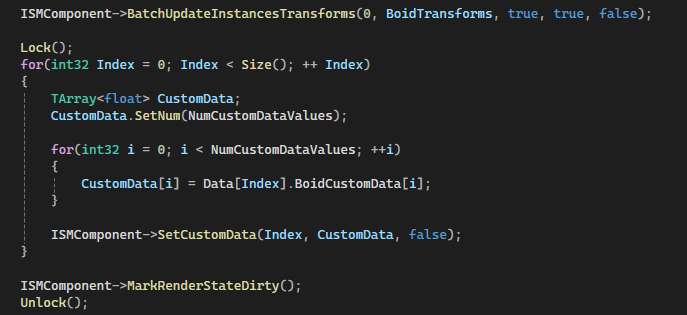 ISMComponent->BatchUpdateInstancesTransforms(0, BoidTransforms, true, true, false);
Lock();
for(int32 Index = 0; Index < Size(); ++ Index)
{
TArray<float> CustomData;
CustomData.SetNum(NumCustomDataValues);
for(int32 i = 0; i < NumCustomDataValues; ++i)
{
CustomData[i] = Data[Index].BoidCustomData[i];
}
ISMComponent->SetCustomData(Index, CustomData, false);
}
ISMComponent->MarkRenderStateDirty();
Unlock();